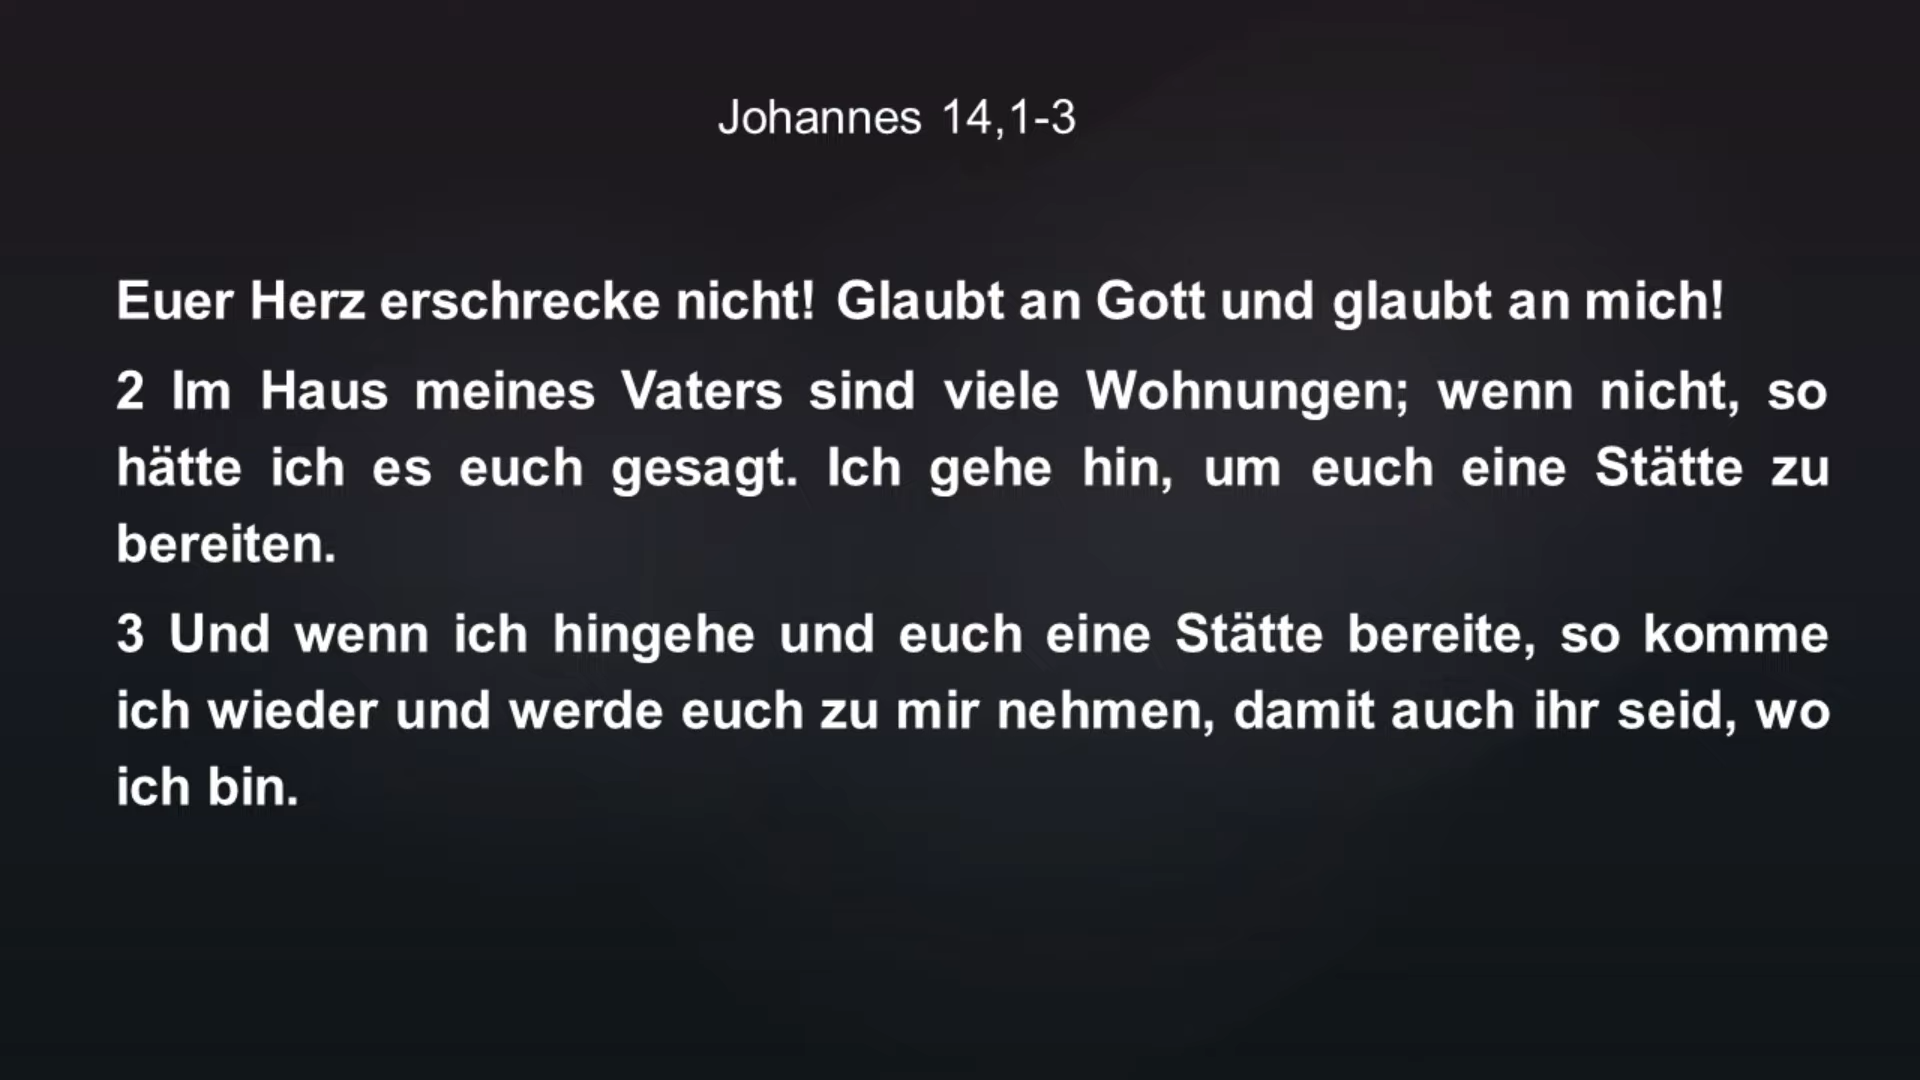 Johannes 14,1-3
Euer Herz erschrecke nicht! Glaubt an Gott und glaubt an mich!
2 Im Haus meines Vaters sind viele Wohnungen; wenn nicht, so
hätte ich es euch gesagt. Ich gehe hin, um euch eine Stätte zu
bereiten.
3 Und wenn ich hingehe und euch eine Stätte bereite, so komme
ich wieder und werde euch zu mir nehmen, damit auch ihr seid, wo
ich bin.